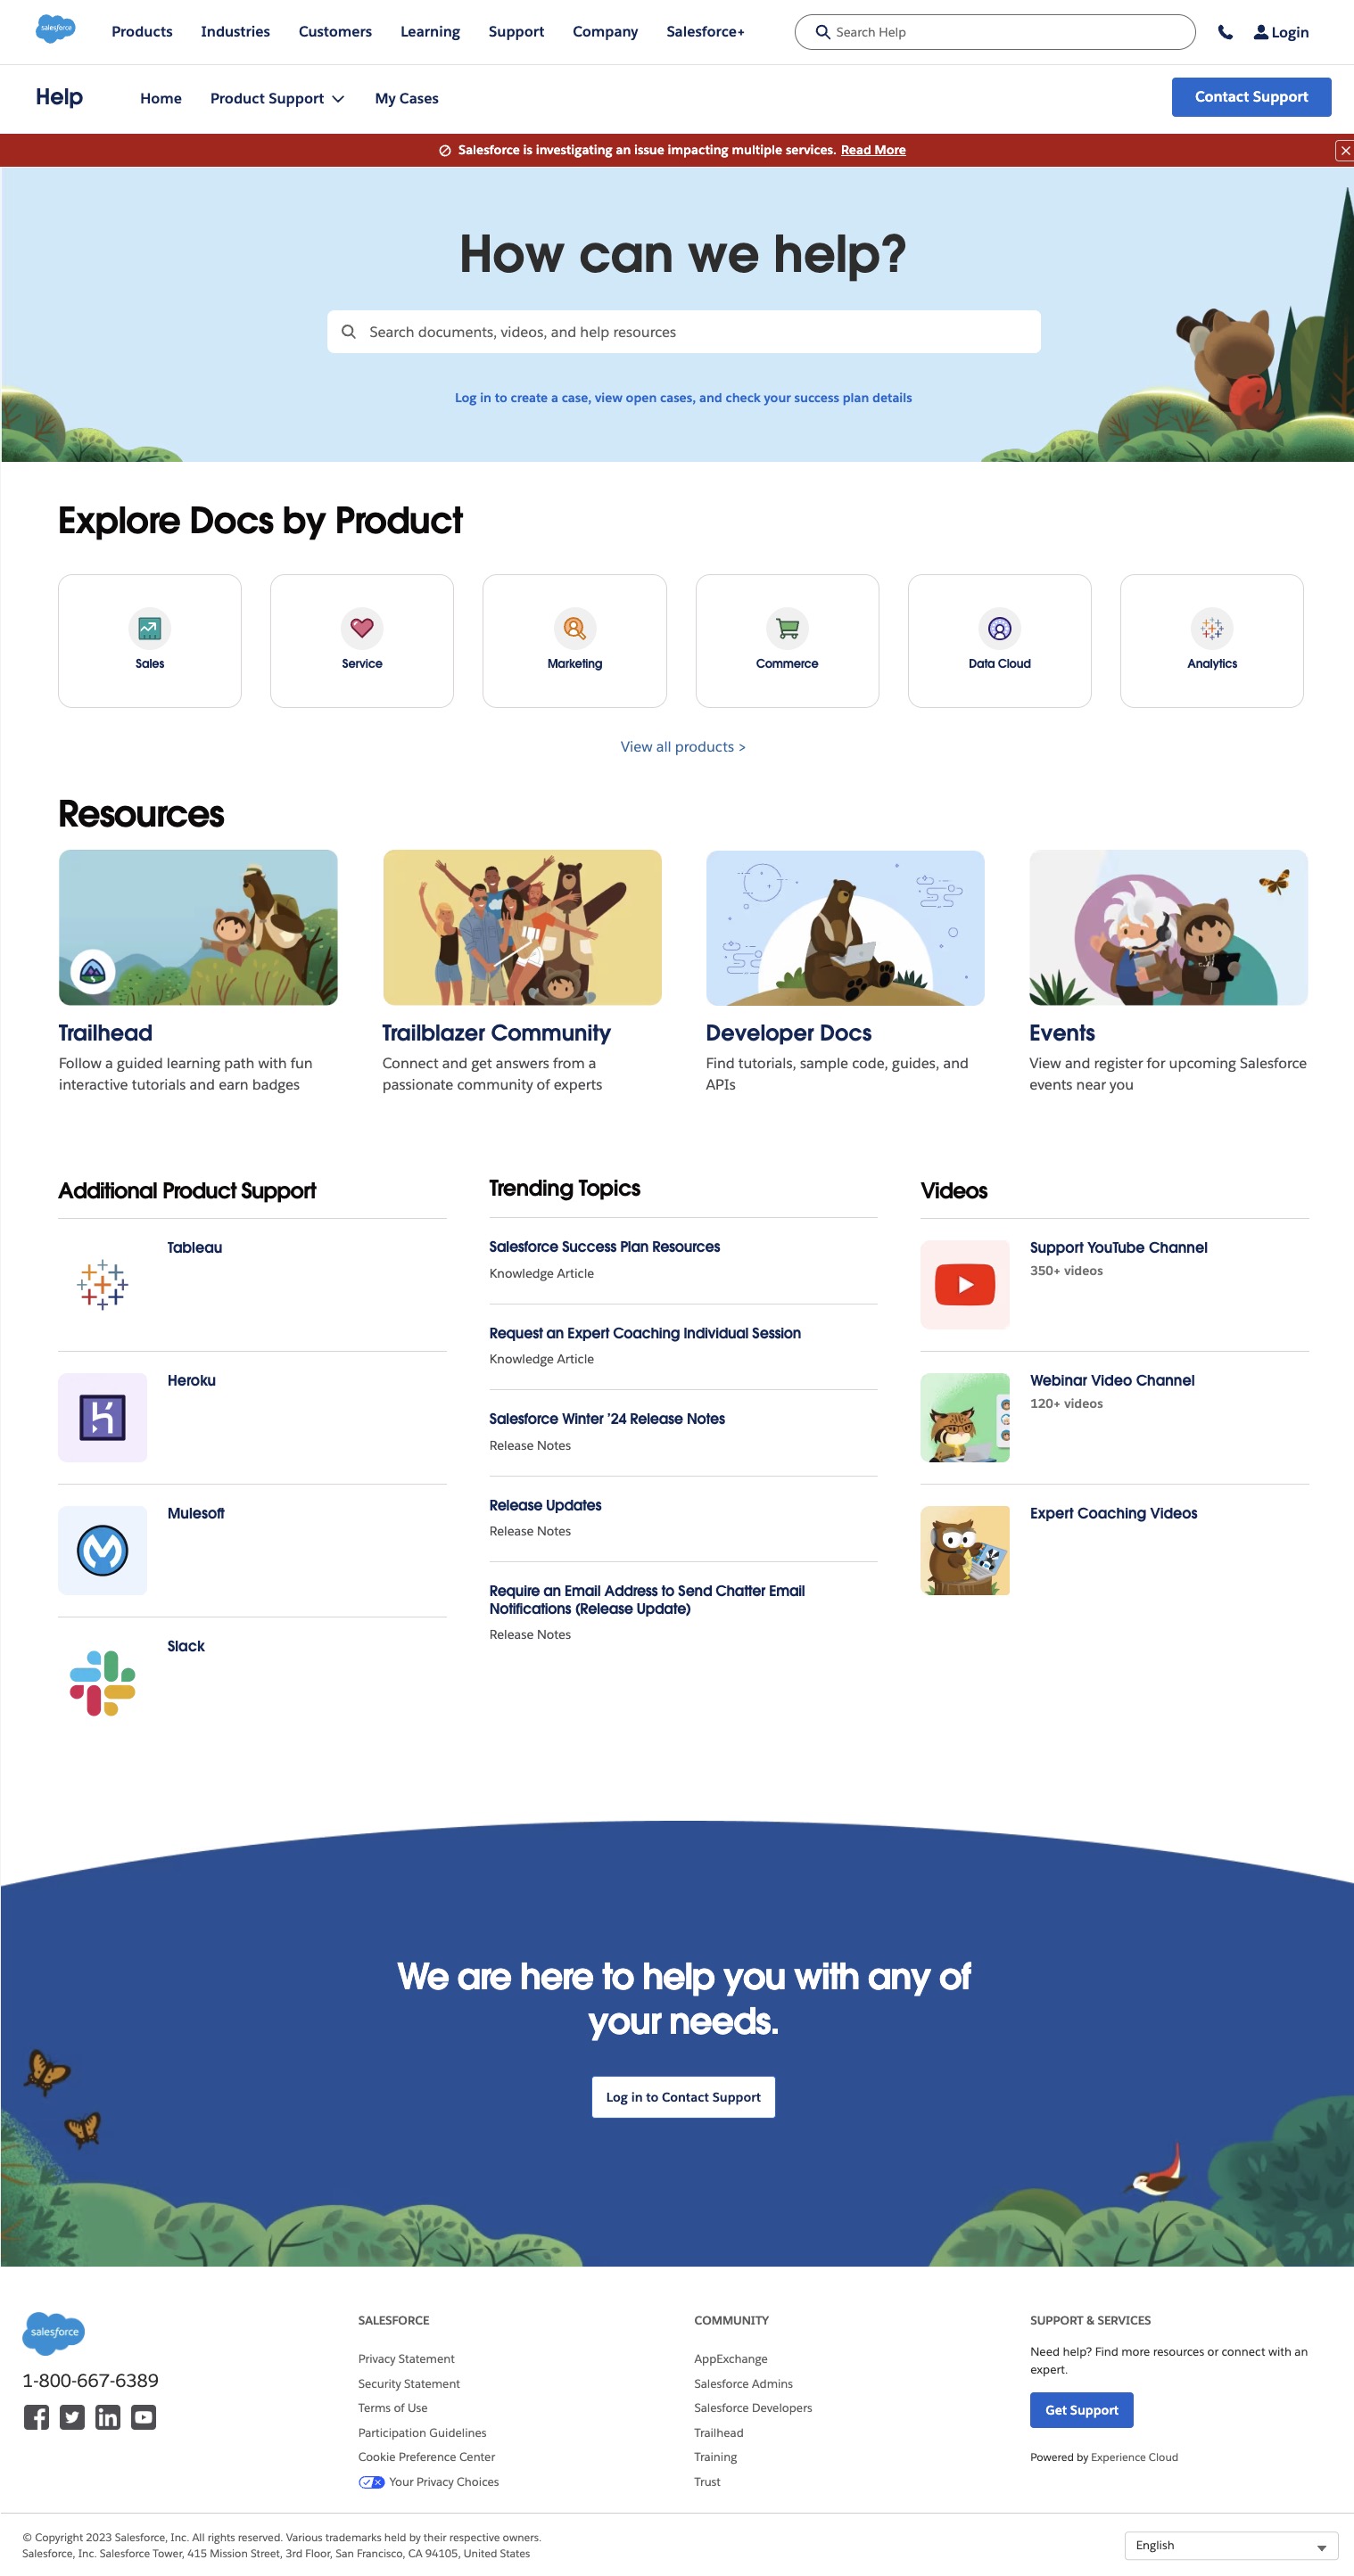 salesforce
Products Industries Customers Learning Support Company Salesforce+
Search Help
Login
Help
Home Product Support My Cases
Contact Support
Salesforce is investigating an issue impacting multiple services. Read More
How can we help?
Search documents, videos, and help resources
Log in to create a case, view open cases, and check your success plan details
Explore Docs by Product
Sales Service Marketing Commerce Data Cloud Analytics
View all products >
Resources
Trailhead
Follow a guided learning path with fun
interactive tutorials and earn badges
Trailblazer Community
Connect and get answers from a
passionate community of experts
Developer Docs
Find tutorials, sample code, guides, and
APIs
Events
View and register for upcoming Salesforce
events near you
Additional Product Support
Tableau
Heroku
Mulesoft
Slack
Trending Topics
Salesforce Success Plan Resources
Knowledge Article
Request an Expert Coaching Individual Session
Knowledge Article
Salesforce Winter ’24 Release Notes
Release Notes
Release Updates
Release Notes
Require an Email Address to Send Chatter Email
Notifications (Release Update)
Release Notes
Videos
Support YouTube Channel
350+ videos
Webinar Video Channel
120+ videos
Expert Coaching Videos
We are here to help you with any of
your needs.
Log in to Contact Support
salesforce
1-800-667-6389
SALESFORCE
Privacy Statement
Security Statement
Terms of Use
Participation Guidelines
Cookie Preference Center
Your Privacy Choices
COMMUNITY
AppExchange
Salesforce Admins
Salesforce Developers
Trailhead
Training
Trust
SUPPORT & SERVICES
Need help? Find more resources or connect with an
expert.
Get Support
Powered by Experience Cloud
© Copyright 2023 Salesforce, Inc. All rights reserved. Various trademarks held by their respective owners.
Salesforce, Inc. Salesforce Tower, 415 Mission Street, 3rd Floor, San Francisco, CA 94105, United States
English